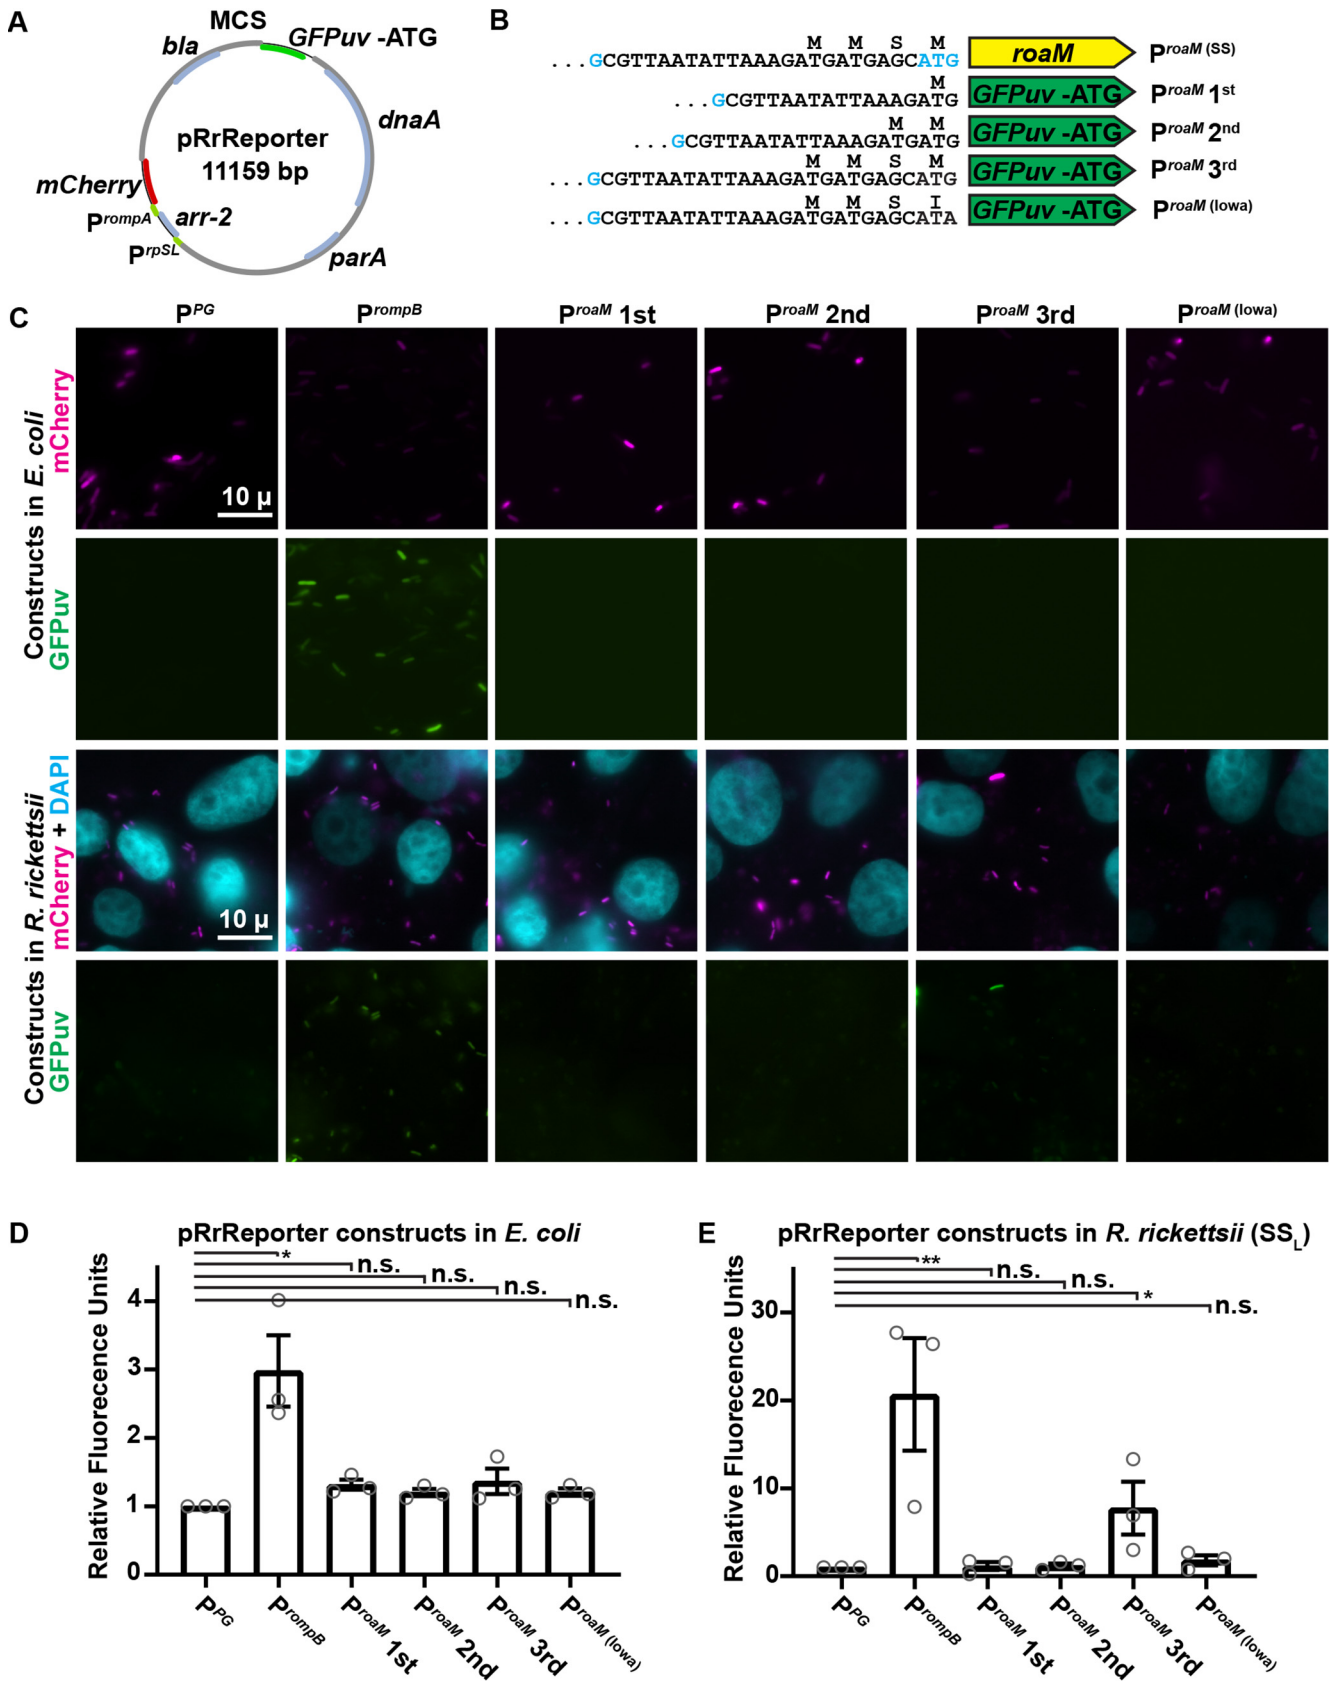 A
MCS
bla
GFPuv -ATG
dnaA
pRrReporter
11159 bp
mCherry
PrompA
arr-2
PrpSL
parA
B
M M S M
...GCGTTAATATTAAAGATGATGAGCATG
roaM
ProaM (SS)
M
...GCGTTAATATTAAAGATG
GFPuv -ATG
ProaM 1st
M M
...GCGTTAATATTAAAGATGATG
GFPuv -ATG
ProaM 2nd
M M S M
...GCGTTAATATTAAAGATGATGAGCATG
GFPuv -ATG
ProaM 3rd
M M S I
...GCGTTAATATTAAAGATGATGAGCATA
GFPuv -ATG
ProaM (Iowa)
C
PPG
PrompB
ProaM 1st
ProaM 2nd
ProaM 3rd
ProaM (Iowa)
Constructs in E. coli
mCherry
GFPuv
10 µ
Constructs in R. rickettsii
mCherry + DAPI
GFPuv
10 µ
D
pRrReporter constructs in E. coli
Relative Fluorecence Units
*
n.s.
n.s.
n.s.
n.s.
4
3
2
1
0
PPG
PrompB
ProaM 1st
ProaM 2nd
ProaM 3rd
ProaM (Iowa)
E
pRrReporter constructs in R. rickettsii (SSL)
Relative Fluorecence Units
**
n.s.
n.s.
*
n.s.
30
20
10
0
PPG
PrompB
ProaM 1st
ProaM 2nd
ProaM 3rd
ProaM (Iowa)